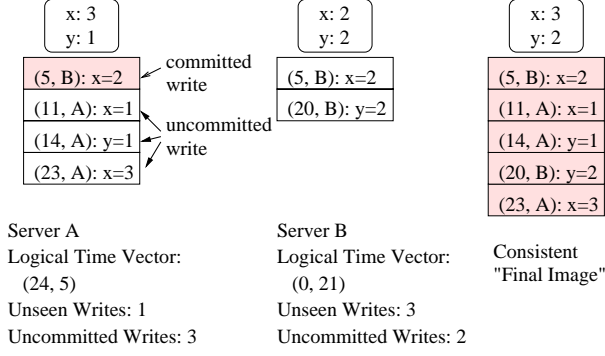 x: 3
y: 1
(5, B): x=2
(11, A): x=1
(14, A): y=1
(23, A): x=3
committed
write
uncommitted
write
Server A
Logical Time Vector:
(24, 5)
Unseen Writes: 1
Uncommitted Writes: 3
x: 2
y: 2
(5, B): x=2
(20, B): y=2
Server B
Logical Time Vector:
(0, 21)
Unseen Writes: 3
Uncommitted Writes: 2
x: 3
y: 2
(5, B): x=2
(11, A): x=1
(14, A): y=1
(20, B): y=2
(23, A): x=3
Consistent
"Final Image"